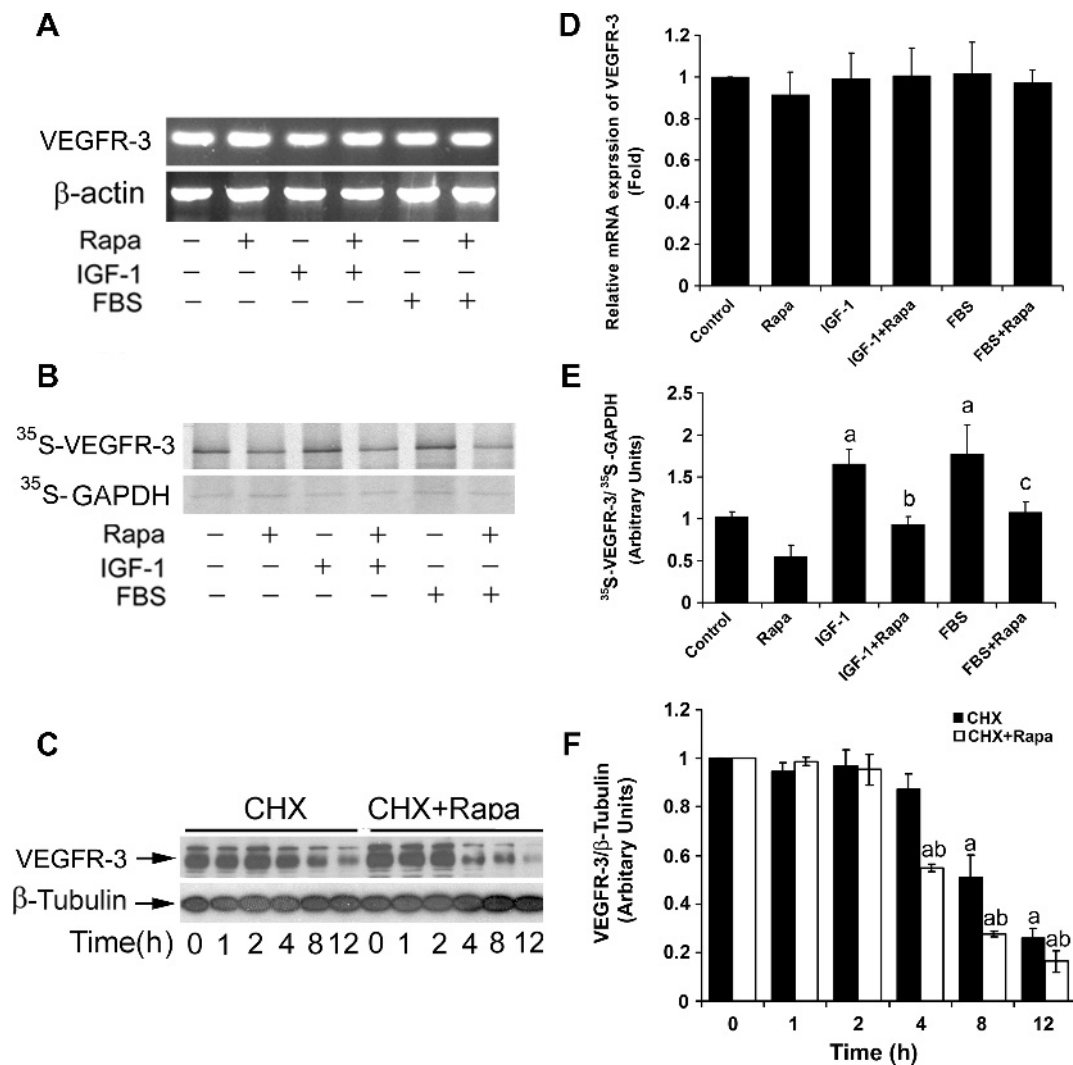 A
VEGFR-3
β-actin
Rapa − + − + − +
IGF-1 − − + + − −
FBS − − − − + +
B
³⁵S-VEGFR-3
³⁵S-GAPDH
Rapa − + − + − +
IGF-1 − − + + − −
FBS − − − − + +
C
CHX CHX+Rapa
VEGFR-3
β-Tubulin
Time(h) 0 1 2 4 8 12 0 1 2 4 8 12
D
Relative mRNA exprssion of VEGFR-3
(Fold)
1.2
1
0.8
0.6
0.4
0.2
0
Control Rapa IGF-1 IGF-1+Rapa FBS FBS+Rapa
E
³⁵S-VEGFR-3/³⁵S-GAPDH
(Arbitrary Units)
2.5
2
1.5
1
0.5
0
a b a c
Control Rapa IGF-1 IGF-1+Rapa FBS FBS+Rapa
F
VEGFR-3/β-Tubulin
(Arbitary Units)
1.2
1
0.8
0.6
0.4
0.2
0
CHX
CHX+Rapa
ab a ab a ab
0 1 2 4 8 12
Time (h)